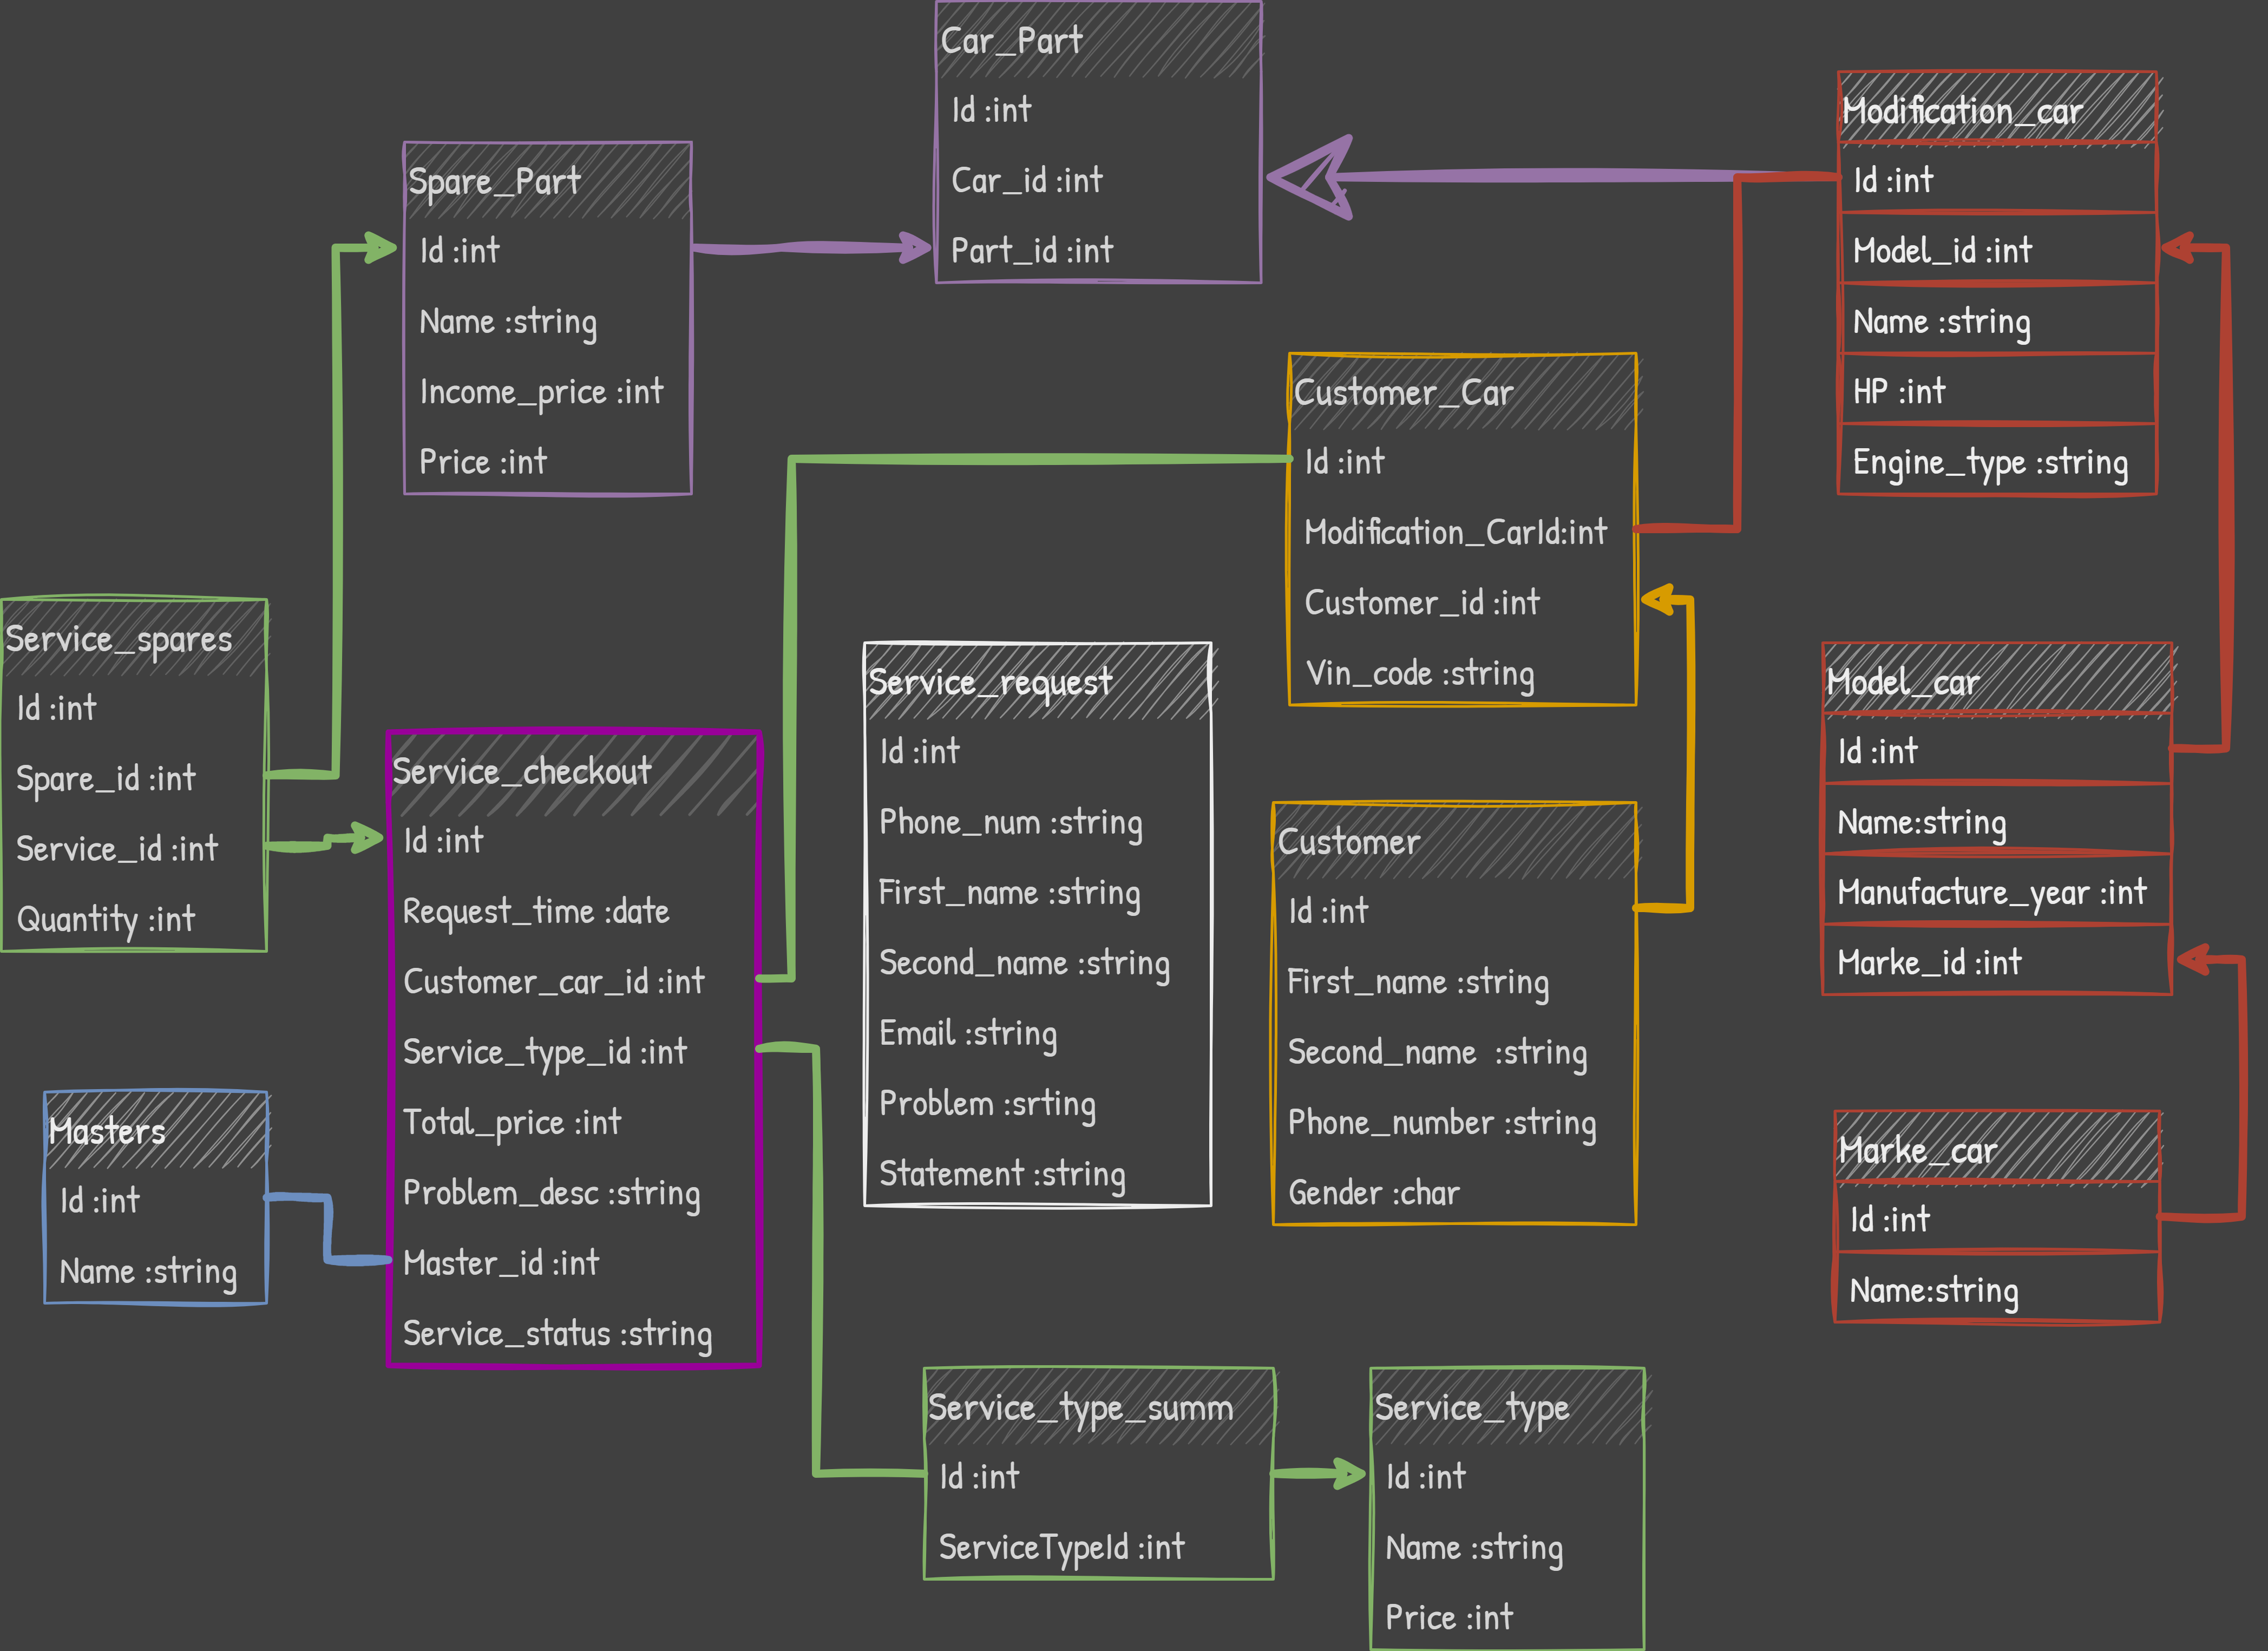 Car_Part
Id :int
Car_id :int
Part_id :int
Modification_car
Id :int
Model_id :int
Name :string
HP :int
Engine_type :string
Spare_Part
Id :int
Name :string
Income_price :int
Price :int
Customer_Car
Id :int
Modification_CarId:int
Customer_id :int
Vin_code :string
Service_spares
Id :int
Spare_id :int
Service_id :int
Quantity :int
Service_checkout
Id :int
Request_time :date
Customer_car_id :int
Service_type_id :int
Total_price :int
Problem_desc :string
Master_id :int
Service_status :string
Service_request
Id :int
Phone_num :string
First_name :string
Second_name :string
Email :string
Problem :srting
Statement :string
Customer
Id :int
First_name :string
Second_name  :string
Phone_number :string
Gender :char
Model_car
Id :int
Name:string
Manufacture_year :int
Marke_id :int
Masters
Id :int
Name :string
Marke_car
Id :int
Name:string
Service_type_summ
Id :int
ServiceTypeId :int
Service_type
Id :int
Name :string
Price :int